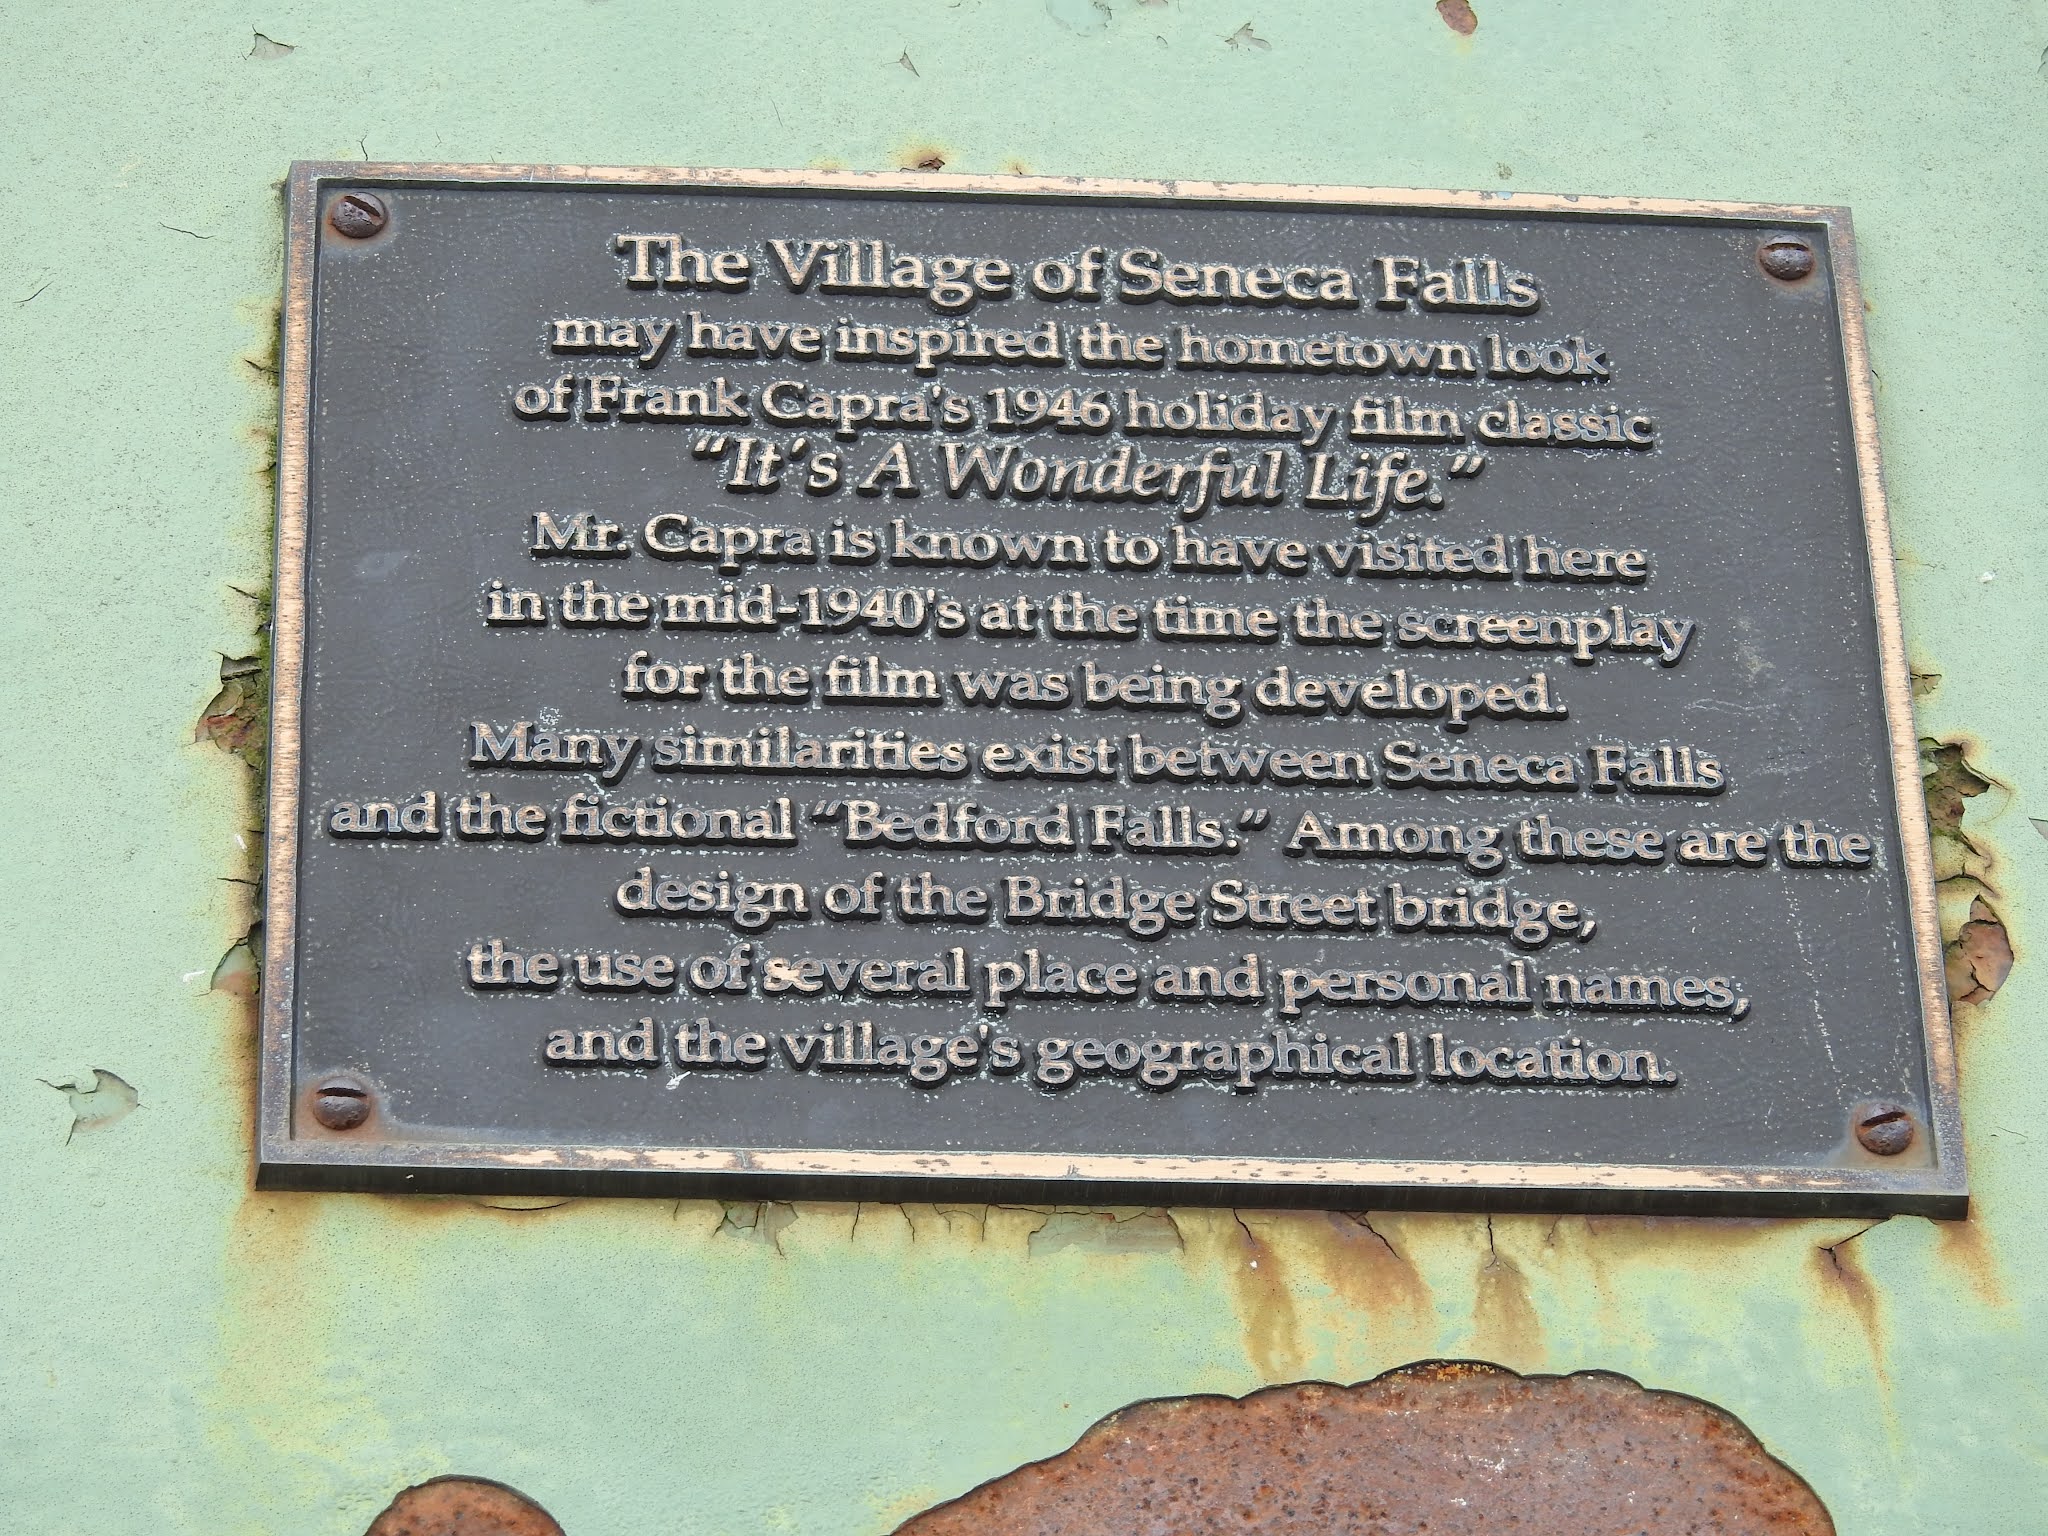 The Village of Seneca Falls
may have inspired the hometown look
of Frank Capra's 1946 holiday film classic
"It's A Wonderful Life."
Mr. Capra is known to have visited here
in the mid-1940's at the time the screenplay
for the film was being developed.
Many similarities exist between Seneca Falls
and the fictional "Bedford Falls." Among these are the
design of the Bridge Street bridge,
the use of several place and personal names,
and the village's geographical location.